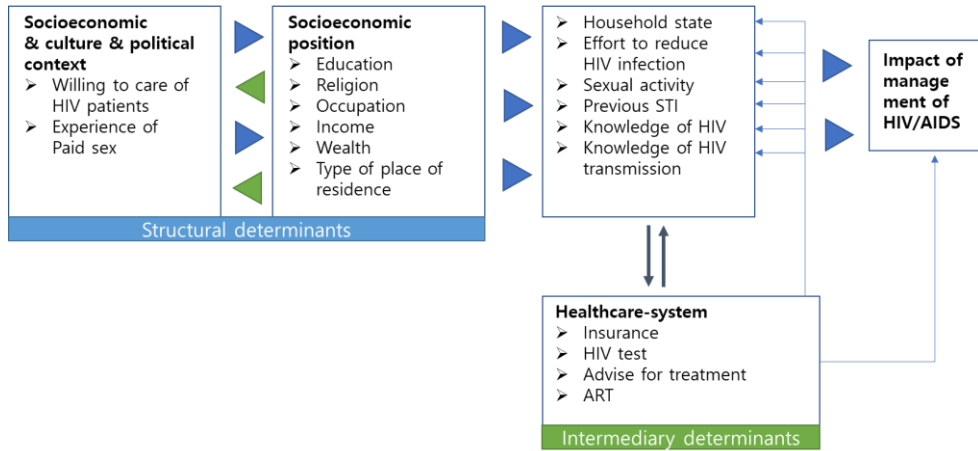 Socioeconomic
& culture & political
context
➢ Willing to care of
HIV patients
➢ Experience of
Paid sex
Socioeconomic
position
➢ Education
➢ Religion
➢ Occupation
➢ Income
➢ Wealth
➢ Type of place of
residence
Structural determinants
➢ Household state
➢ Effort to reduce
HIV infection
➢ Sexual activity
➢ Previous STI
➢ Knowledge of HIV
➢ Knowledge of HIV
transmission
Impact of
manage
ment of
HIV/AIDS
Healthcare-system
➢ Insurance
➢ HIV test
➢ Advise for treatment
➢ ART
Intermediary determinants